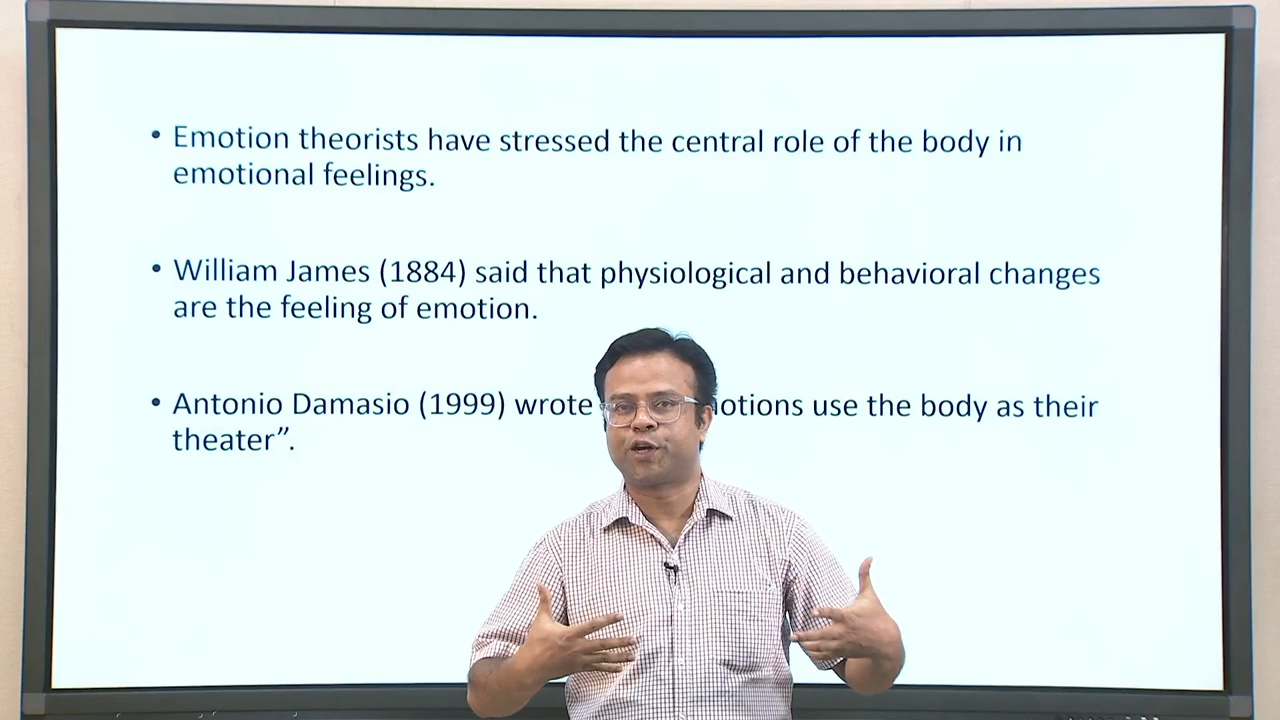 • Emotion theorists have stressed the central role of the body in
emotional feelings.
• William James (1884) said that physiological and behavioral changes
are the feeling of emotion.
• Antonio Damasio (1999) wrote use the body as their
theater”.